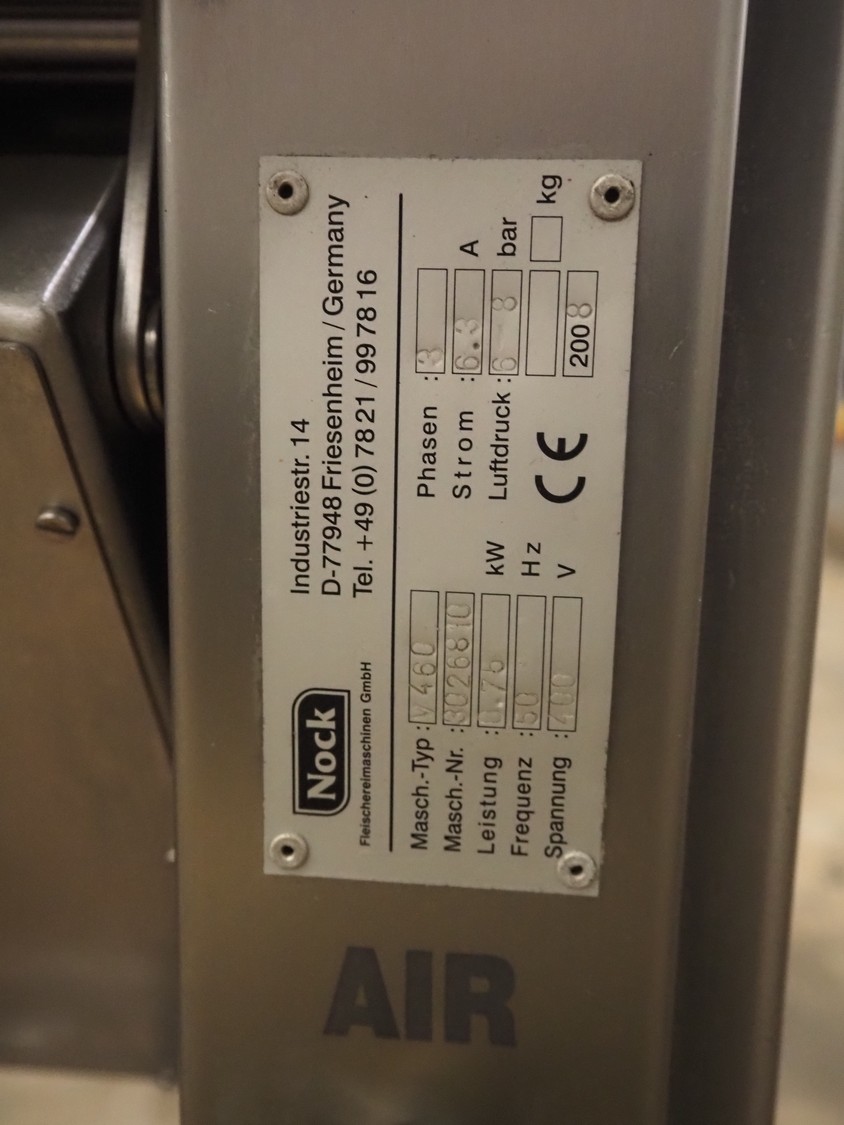 Nock
Fleischereimaschinen GmbH
Industriestr. 14
D-77948 Friesenheim / Germany
Tel. +49 (0) 78 21 / 99 78 16
Masch.-Typ : V460
Masch.-Nr. : 3026810
Leistung : 0.75 kW
Frequenz : 50 Hz
Spannung : 400 V
Phasen : 3
Strom : 6.3 A
Luftdruck : 6-8 bar
kg
CE 2008
AIR